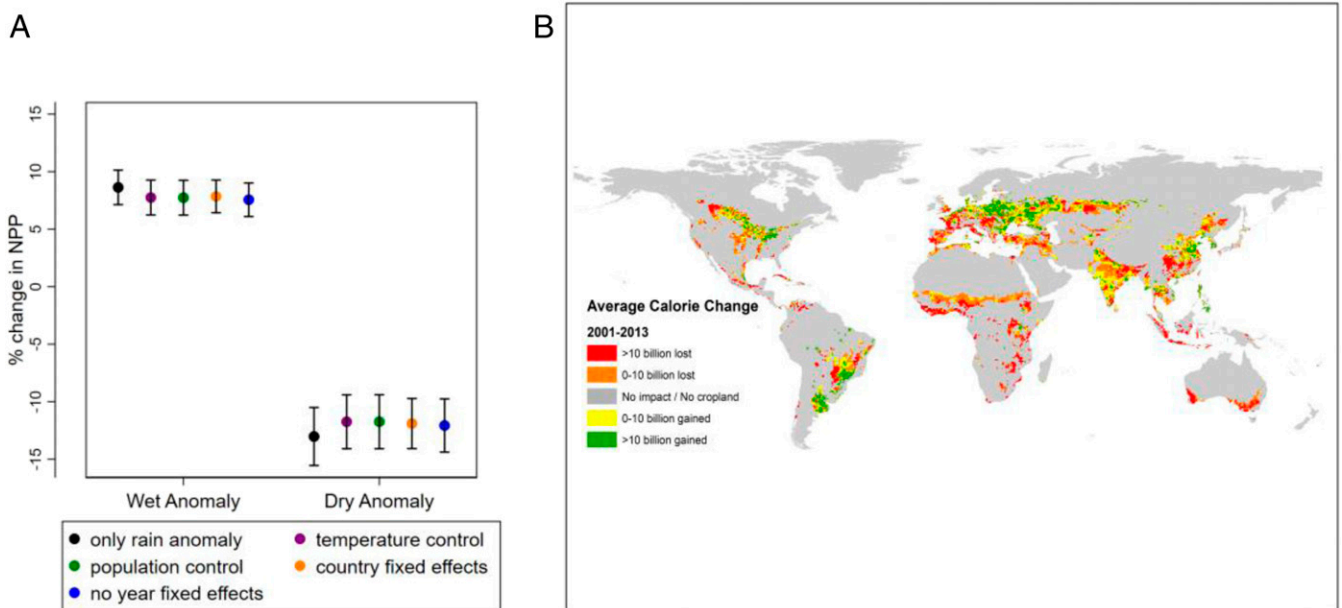 A
B
% change in NPP
15
10
5
0
-5
-10
-15
Wet Anomaly
Dry Anomaly
only rain anomaly
temperature control
population control
country fixed effects
no year fixed effects
Average Calorie Change
2001-2013
>10 billion lost
0-10 billion lost
No impact / No cropland
0-10 billion gained
>10 billion gained